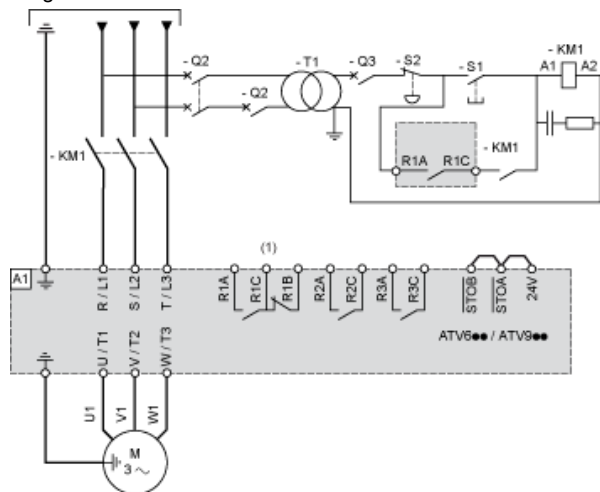 - Q2
- T1
- Q3
- S2
- S1
- KM1
A1 A2
- Q2
- KM1
R1A R1C
- KM1
(1)
A1
R / L1
S / L2
T / L3
R1A
R1C
R1B
R2A
R2C
R3A
R3C
STOB
STOA
24V
ATV6●● / ATV9●●
U / T1
V / T2
W / T3
U1
V1
W1
M
3 ~